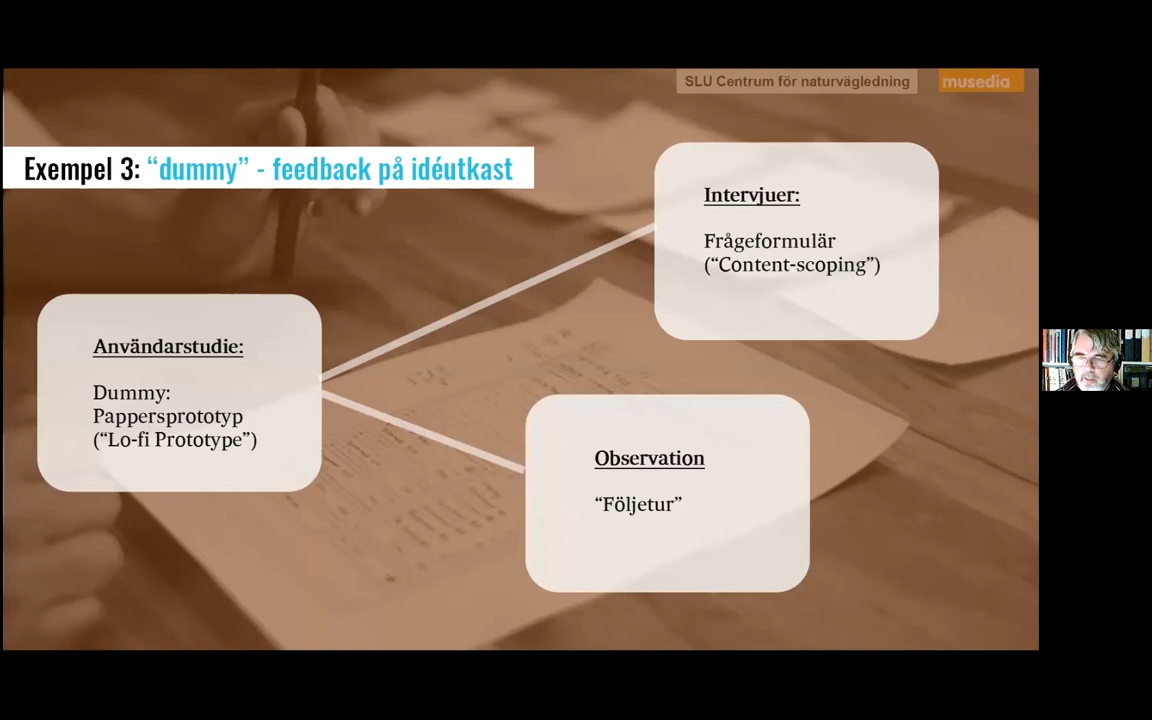 SLU Centrum för naturvägledning
musedia
Exempel 3: “dummy” - feedback på idéutkast
Intervjuer:
Frågeformulär
(“Content-scoping”)
Användarstudie:
Dummy:
Pappersprototyp
(“Lo-fi Prototype”)
Observation
“Följetur”